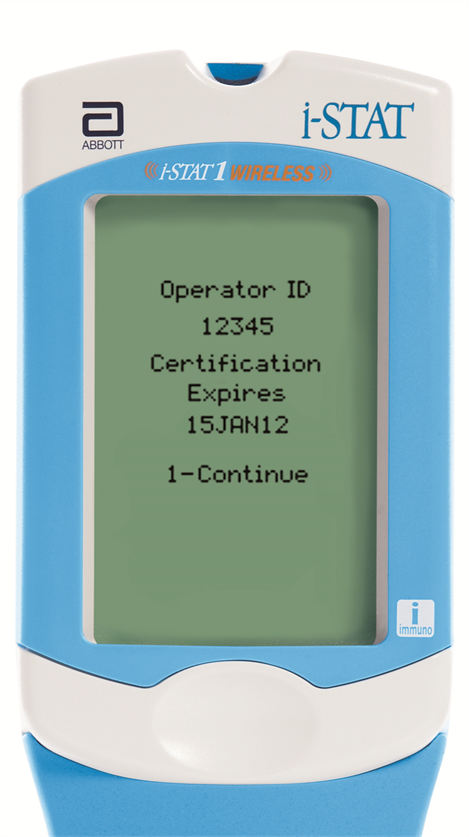 ABBOTT
i-STAT
i-STAT 1 WIRELESS
Operator ID
12345
Certification
Expires
15JAN12
1-Continue
i
immuno